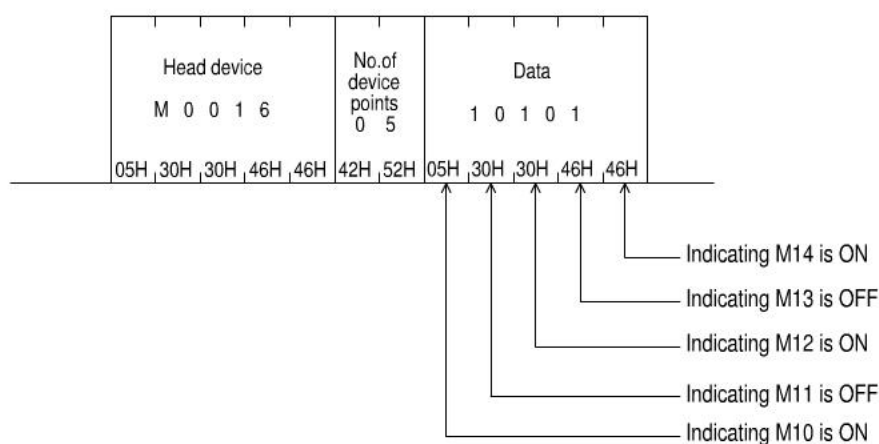 Head device
No.of
device
points
Data
M 0 0 1 6
0 5
1 0 1 0 1
05H 30H 30H 46H 46H 42H 52H 05H 30H 30H 46H 46H
Indicating M14 is ON
Indicating M13 is OFF
Indicating M12 is ON
Indicating M11 is OFF
Indicating M10 is ON